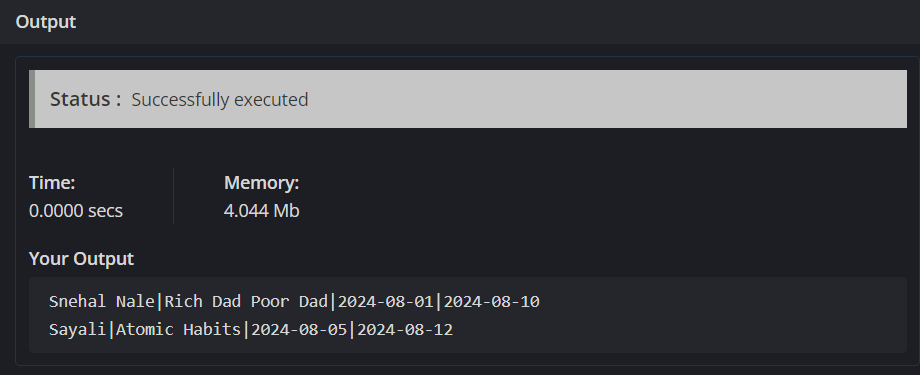 Output
Status : Successfully executed
Time: Memory:
0.0000 secs 4.044 Mb
Your Output
Snehal Nale|Rich Dad Poor Dad|2024-08-01|2024-08-10
Sayali|Atomic Habits|2024-08-05|2024-08-12